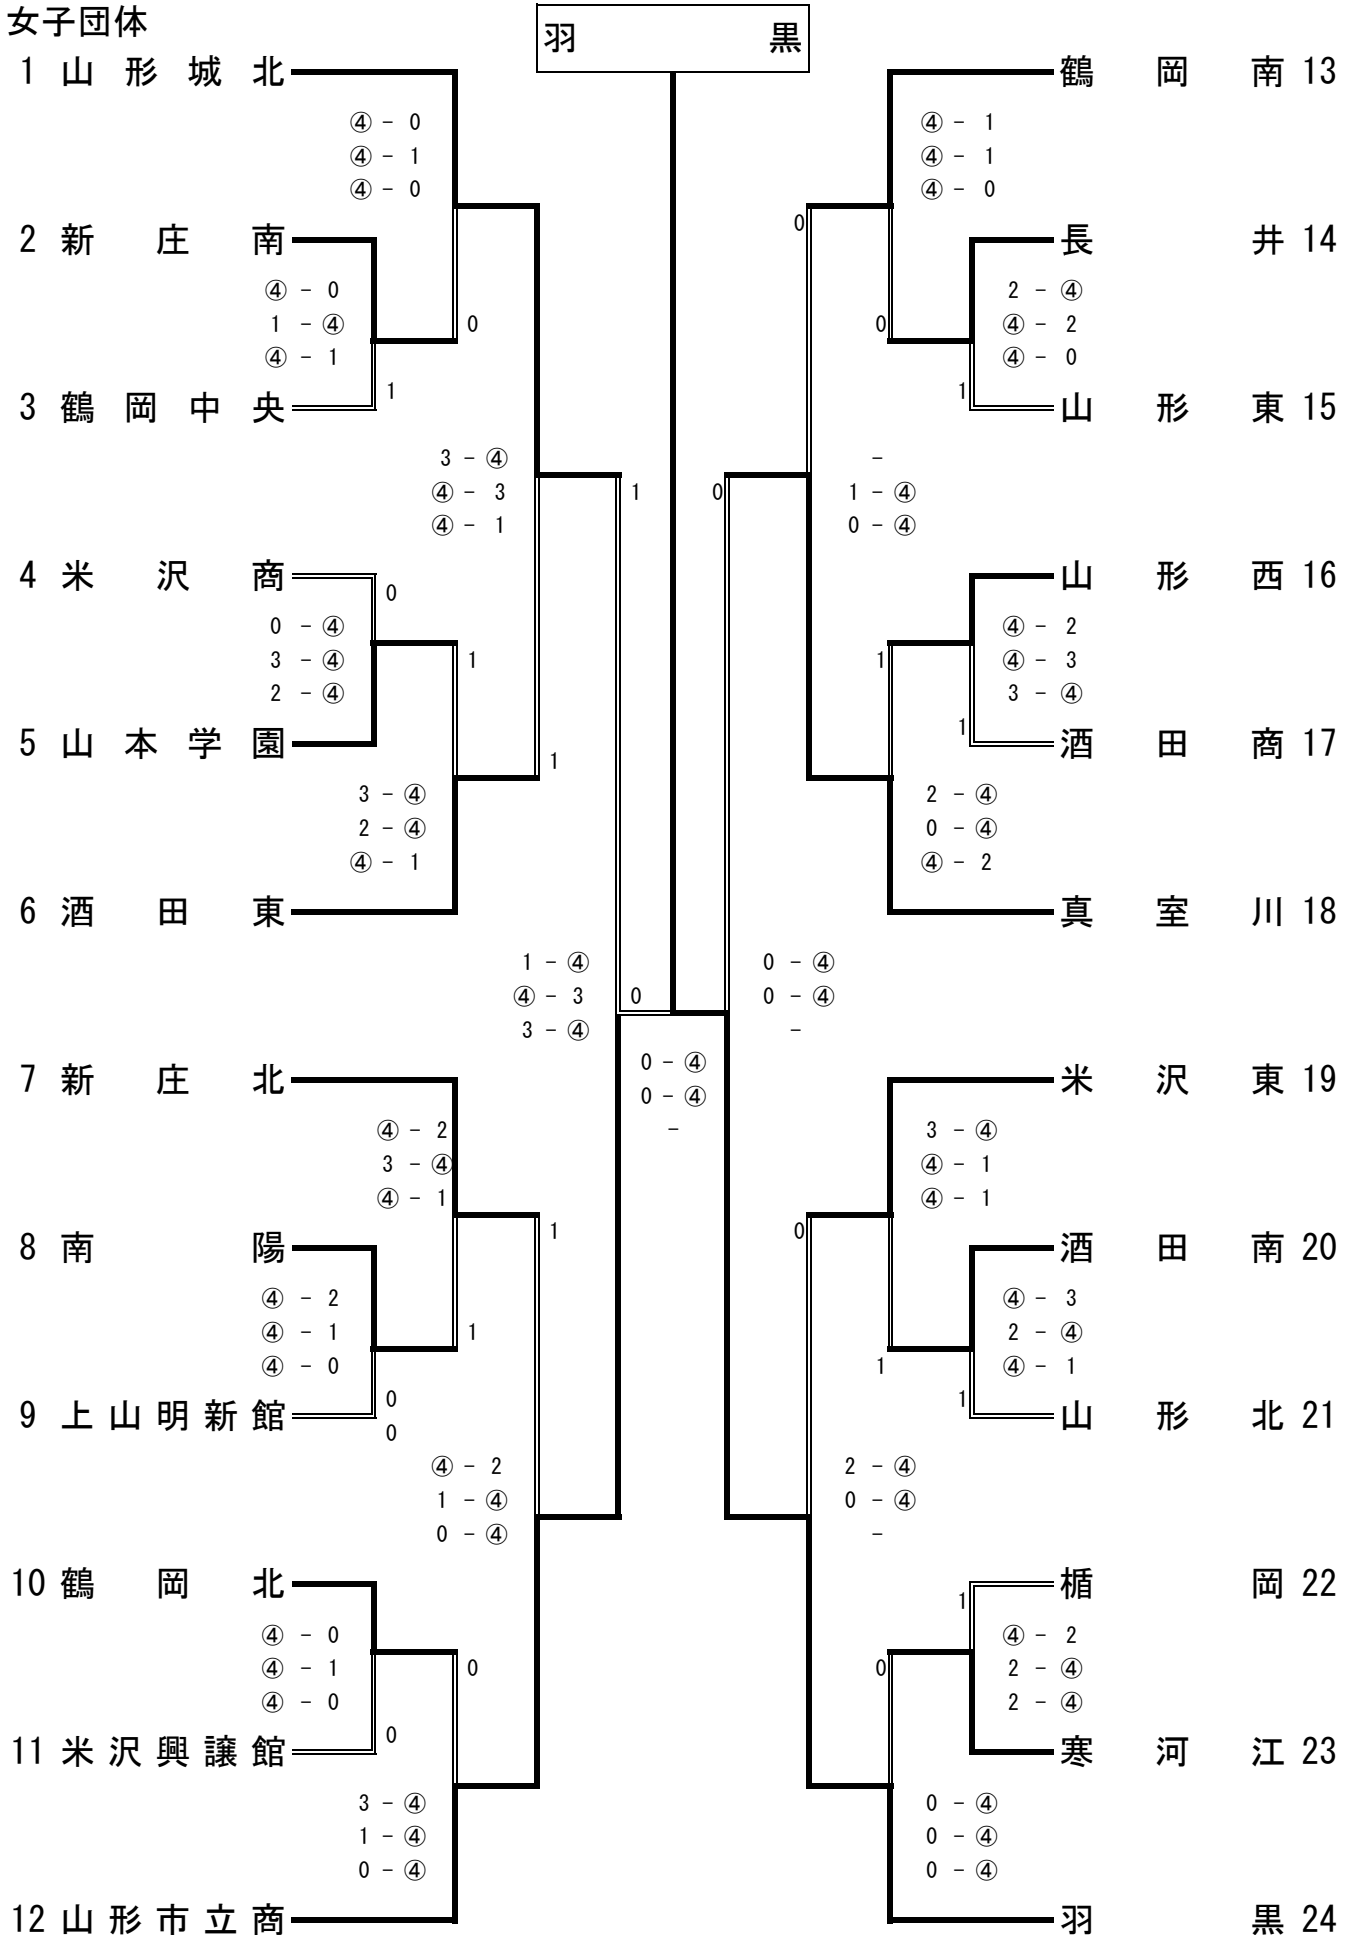 女子団体
羽 黒
1 山形城北
鶴岡南 13
④ - 0
④ - 1
④ - 1
④ - 1
④ - 0
④ - 0
0
2 新庄南
長井 14
④ - 0
2 - ④
1 - ④
0
0
④ - 2
④ - 1
④ - 0
1
1
3 鶴岡中央
山形東 15
3 - ④
-
④ - 3
1
0
1 - ④
④ - 1
0 - ④
4 米沢商
山形西 16
0
0 - ④
④ - 2
3 - ④
1
1
④ - 3
2 - ④
3 - ④
1
5 山本学園
酒田商 17
1
3 - ④
2 - ④
2 - ④
0 - ④
④ - 1
④ - 2
6 酒田東
真室川 18
1 - ④
0 - ④
④ - 3
0
0 - ④
3 - ④
-
0 - ④
0 - ④
-
7 新庄北
米沢東 19
④ - 2
3 - ④
3 - ④
④ - 1
④ - 1
④ - 1
1
0
8 南陽
酒田南 20
④ - 2
④ - 3
④ - 1
1
2 - ④
④ - 0
1
④ - 1
0
1
9 上山明新館
山形北 21
0
④ - 2
2 - ④
1 - ④
0 - ④
0 - ④
-
10 鶴岡北
楯岡 22
1
④ - 0
④ - 2
④ - 1
0
0
2 - ④
④ - 0
2 - ④
0
11 米沢興譲館
寒河江 23
3 - ④
0 - ④
1 - ④
0 - ④
0 - ④
0 - ④
12 山形市立商
羽黒 24